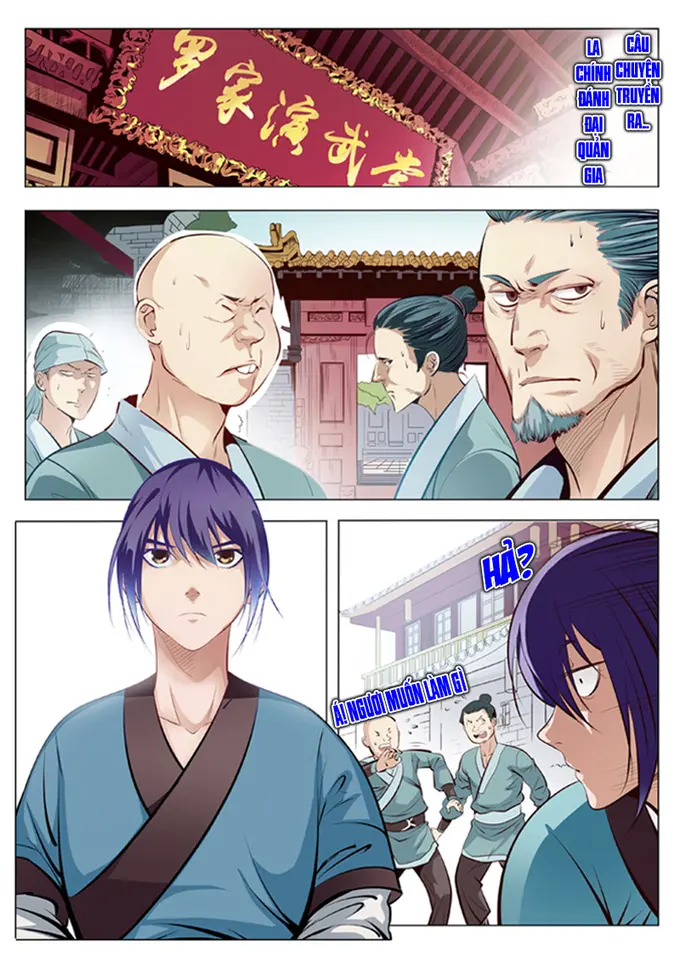 罗家演武堂
CÂU
CHUYỆN
TRUYỀN
RA...
LA
CHÍNH
ĐÁNH
ĐẠI
QUẢN
GIA
HẢ?
Á! NGƯƠI MUỐN LÀM GÌ